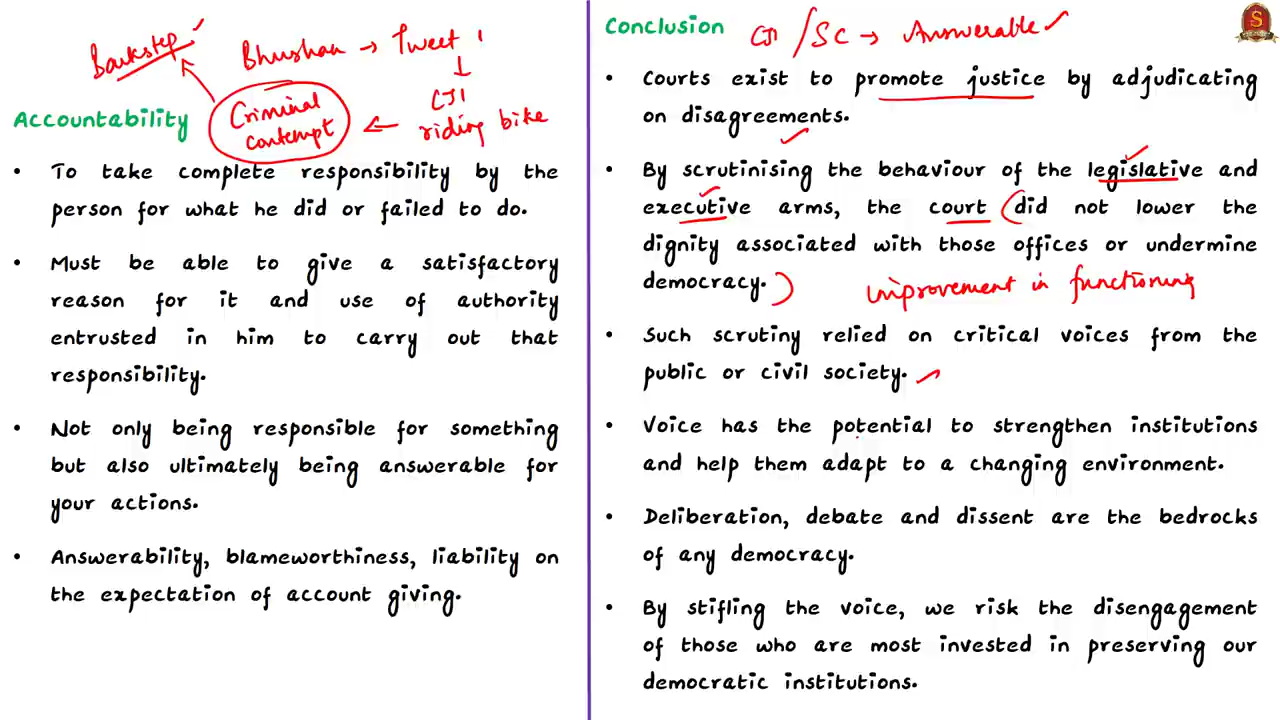 Backstep
Bhushan → Tweet 1
↓
CJI
riding bike
←
Criminal
contempt
Accountability
• To take complete responsibility by the
person for what he did or failed to do.
• Must be able to give a satisfactory
reason for it and use of authority
entrusted in him to carry out that
responsibility.
• Not only being responsible for something
but also ultimately being answerable for
your actions.
• Answerability, blameworthiness, liability on
the expectation of account giving.
Conclusion
CJI / SC → Answerable ✓
• Courts exist to promote justice by adjudicating
on disagreements.
• By scrutinising the behaviour of the legislative and
executive arms, the court (did not lower the
dignity associated with those offices or undermine
democracy. )
improvement in functioning
• Such scrutiny relied on critical voices from the
public or civil society.
• Voice has the potential to strengthen institutions
and help them adapt to a changing environment.
• Deliberation, debate and dissent are the bedrocks
of any democracy.
• By stifling the voice, we risk the disengagement
of those who are most invested in preserving our
democratic institutions.
S